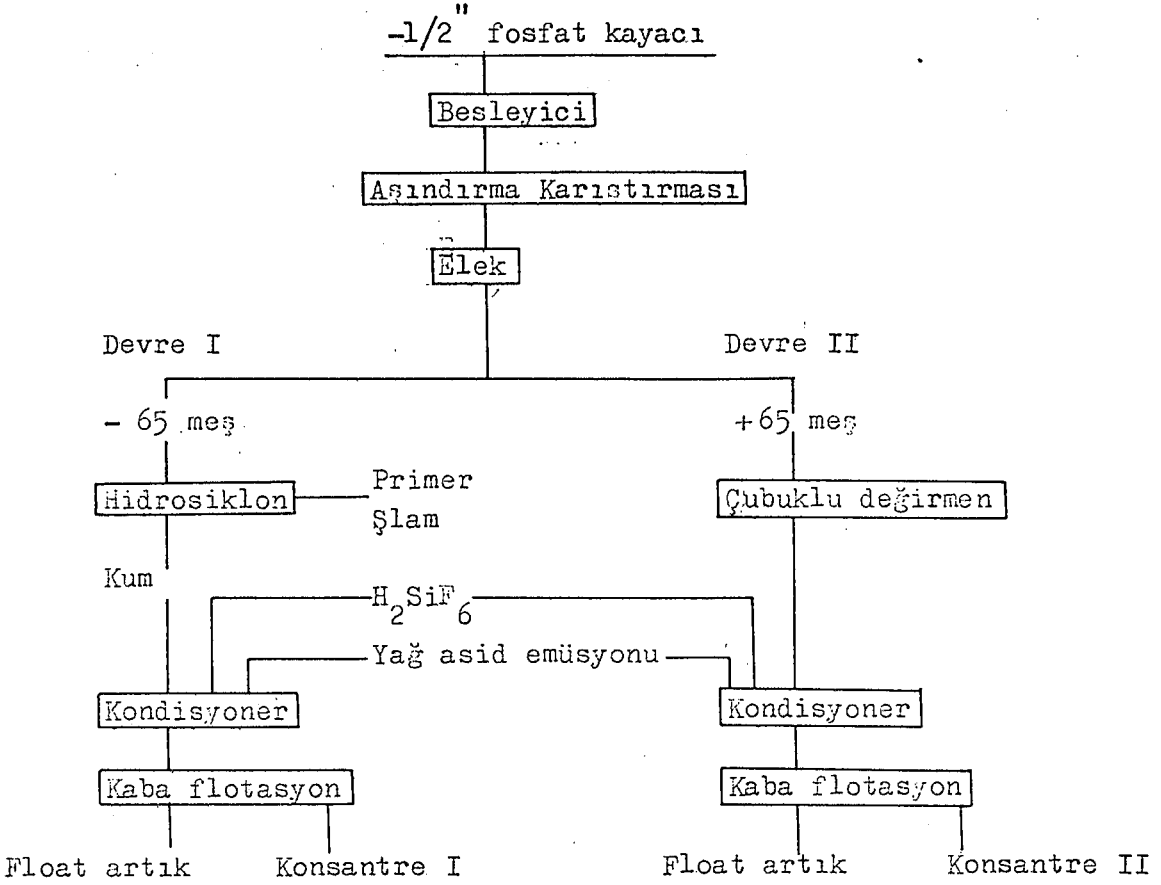 -1/2" fosfat kayacı
Besleyici
Aşındırma Karıştırması
Elek
Devre I
Devre II
- 65 meş
+65 meş
Hidrosiklon
Primer
Şlam
Çubuklu değirmen
Kum
H₂SiF₆
Yağ asid emüsyonu
Kondisyoner
Kondisyoner
Kaba flotasyon
Kaba flotasyon
Float artık
Konsantre I
Float artık
Konsantre II